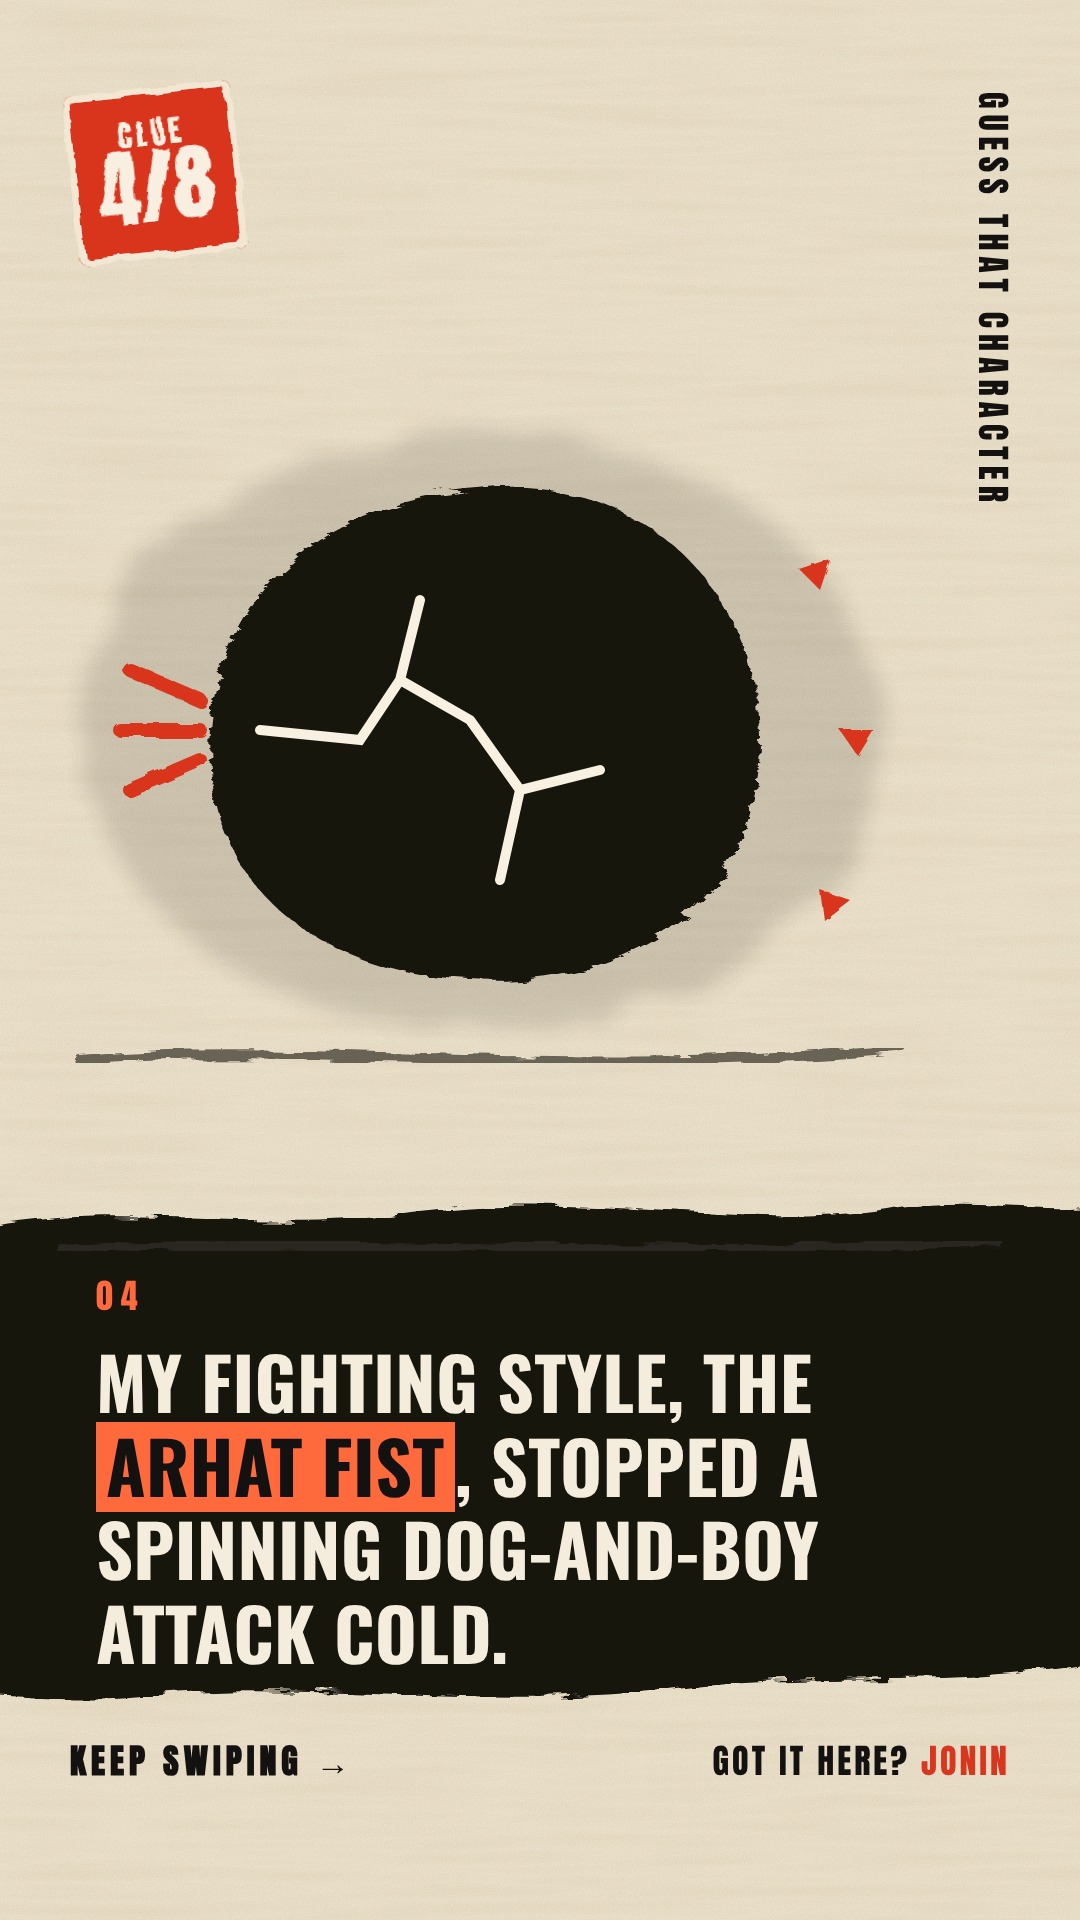 CLUE
4/8
GUESS THAT CHARACTER
04
MY FIGHTING STYLE, THE
ARHAT FIST, STOPPED A
SPINNING DOG-AND-BOY
ATTACK COLD.
KEEP SWIPING →
GOT IT HERE? JONIN